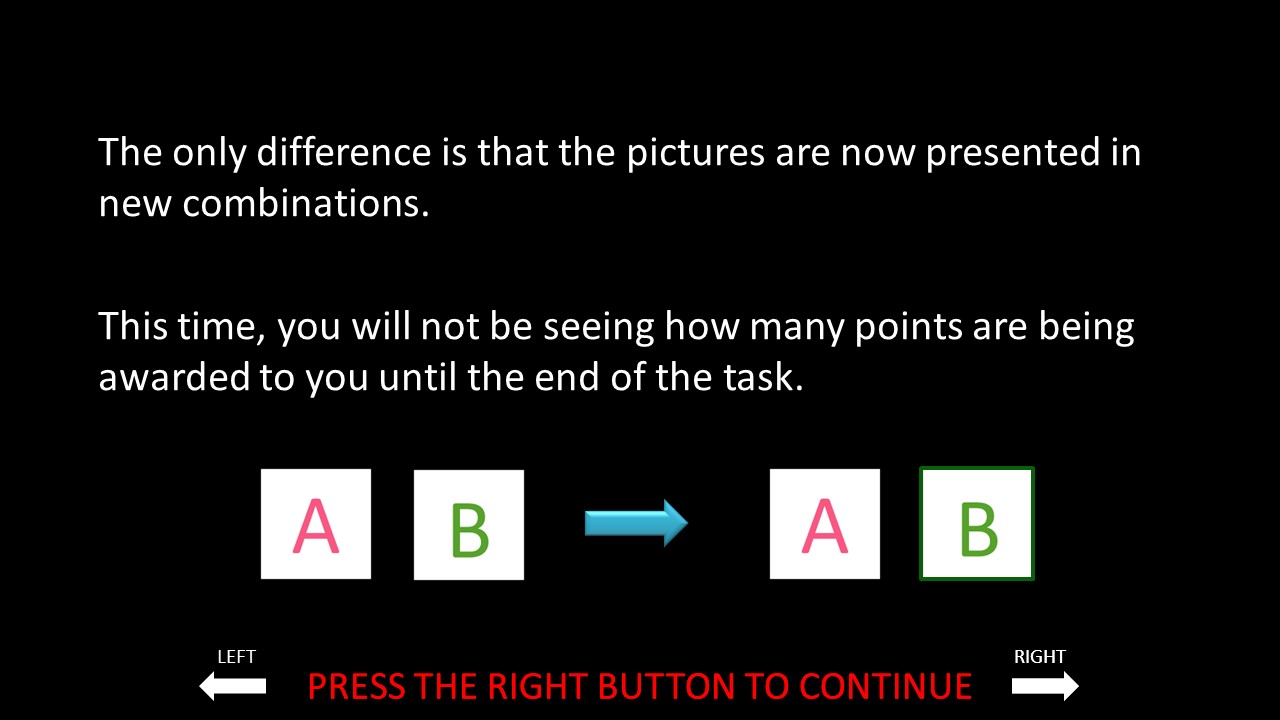 The only difference is that the pictures are now presented in
new combinations.
This time, you will not be seeing how many points are being
awarded to you until the end of the task.
A B A B
LEFT RIGHT
PRESS THE RIGHT BUTTON TO CONTINUE